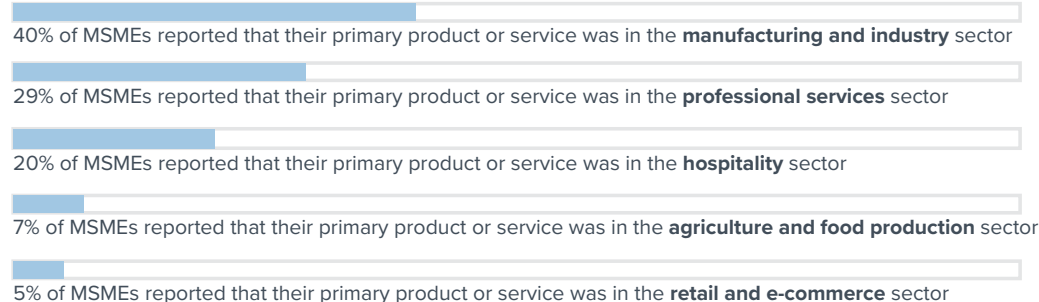 40% of MSMEs reported that their primary product or service was in the manufacturing and industry sector
29% of MSMEs reported that their primary product or service was in the professional services sector
20% of MSMEs reported that their primary product or service was in the hospitality sector
7% of MSMEs reported that their primary product or service was in the agriculture and food production sector
5% of MSMEs reported that their primary product or service was in the retail and e-commerce sector